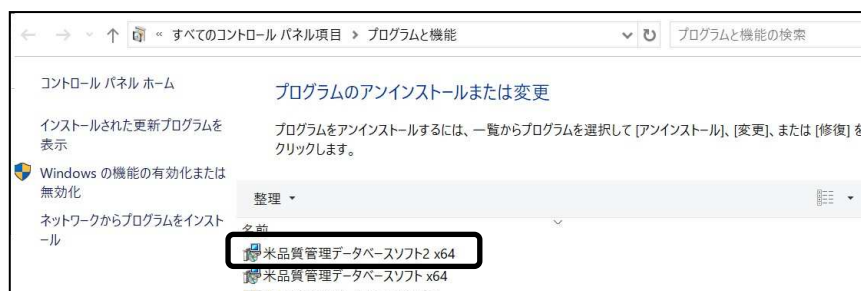 « すべてのコントロール パネル項目 > プログラムと機能
プログラムと機能の検索
コントロール パネル ホーム
インストールされた更新プログラムを
表示
Windows の機能の有効化または
無効化
ネットワークからプログラムをインスト
ール
プログラムのアンインストールまたは変更
プログラムをアンインストールするには、一覧からプログラムを選択して [アンインストール]、[変更]、または [修復] を
クリックします。
整理
名前
米品質管理データベースソフト2 x64
米品質管理データベースソフト x64